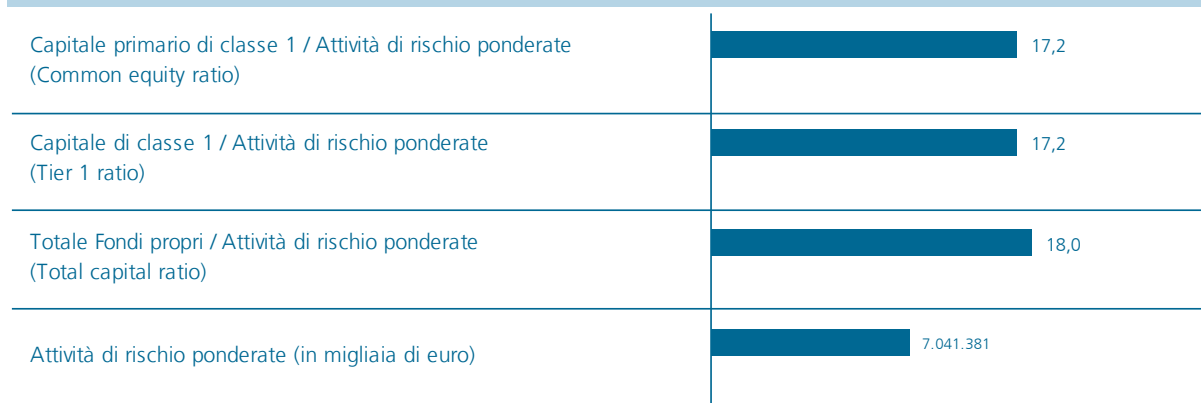 Capitale primario di classe 1 / Attività di rischio ponderate
(Common equity ratio)
17,2
Capitale di classe 1 / Attività di rischio ponderate
(Tier 1 ratio)
17,2
Totale Fondi propri / Attività di rischio ponderate
(Total capital ratio)
18,0
Attività di rischio ponderate (in migliaia di euro)
7.041.381